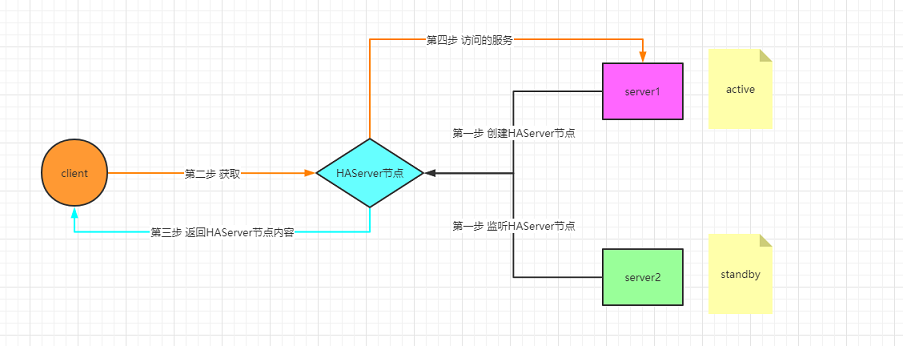 第四步 访问的服务
server1
active
第一步 创建HAServer节点
client
第二步 获取
HAServer节点
第三步 返回HAServer节点内容
第一步 监听HAServer节点
server2
standby